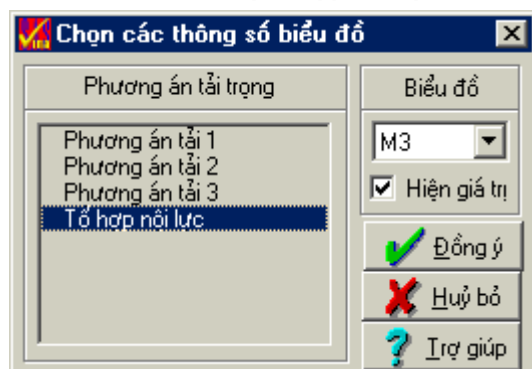 Chọn các thông số biểu đồ
Phương án tải trọng
Phương án tải 1
Phương án tải 2
Phương án tải 3
Tổ hợp nội lực
Biểu đồ
M3
Hiện giá trị
Đồng ý
Huỷ bỏ
Trợ giúp